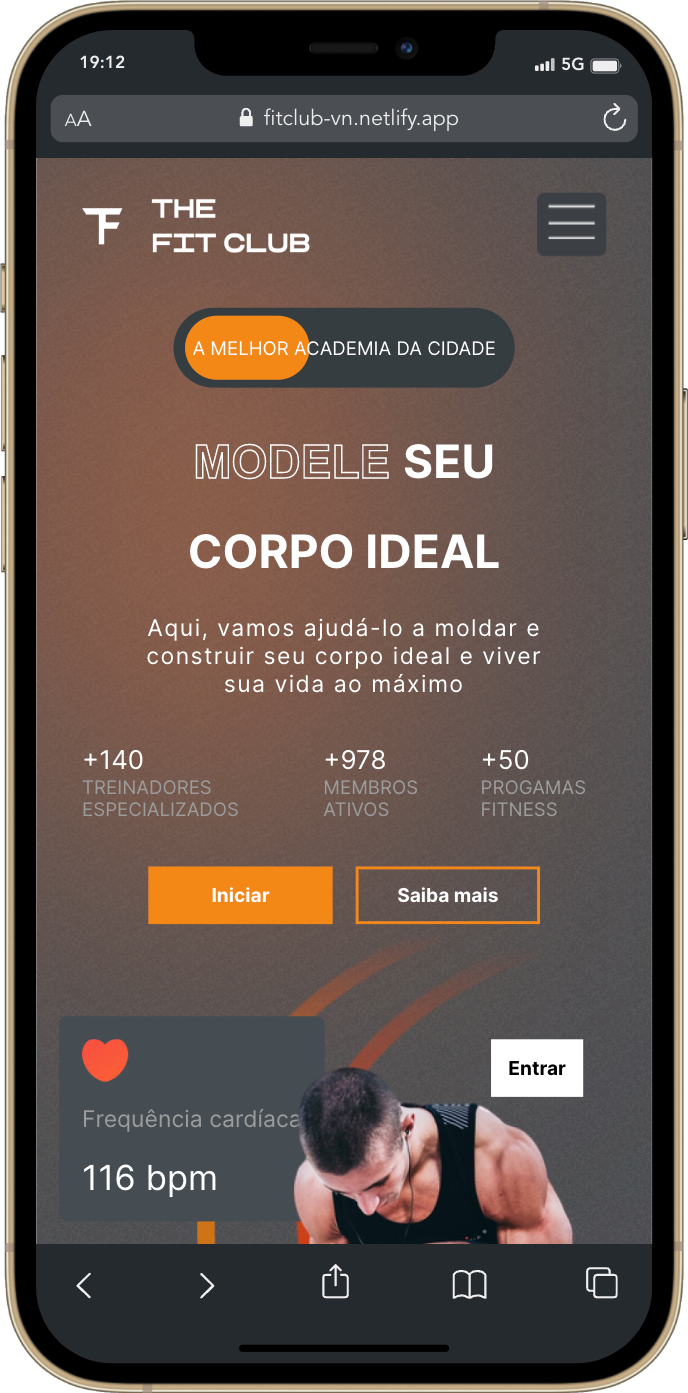 19:12
5G
AA
fitclub-vn.netlify.app
TF
THE
FIT CLUB
A MELHOR ACADEMIA DA CIDADE
MODELE SEU
CORPO IDEAL
Aqui, vamos ajudá-lo a moldar e
construir seu corpo ideal e viver
sua vida ao máximo
+140
TREINADORES
ESPECIALIZADOS
+978
MEMBROS
ATIVOS
+50
PROGAMAS
FITNESS
Iniciar
Saiba mais
Entrar
Frequência cardíaca
116 bpm